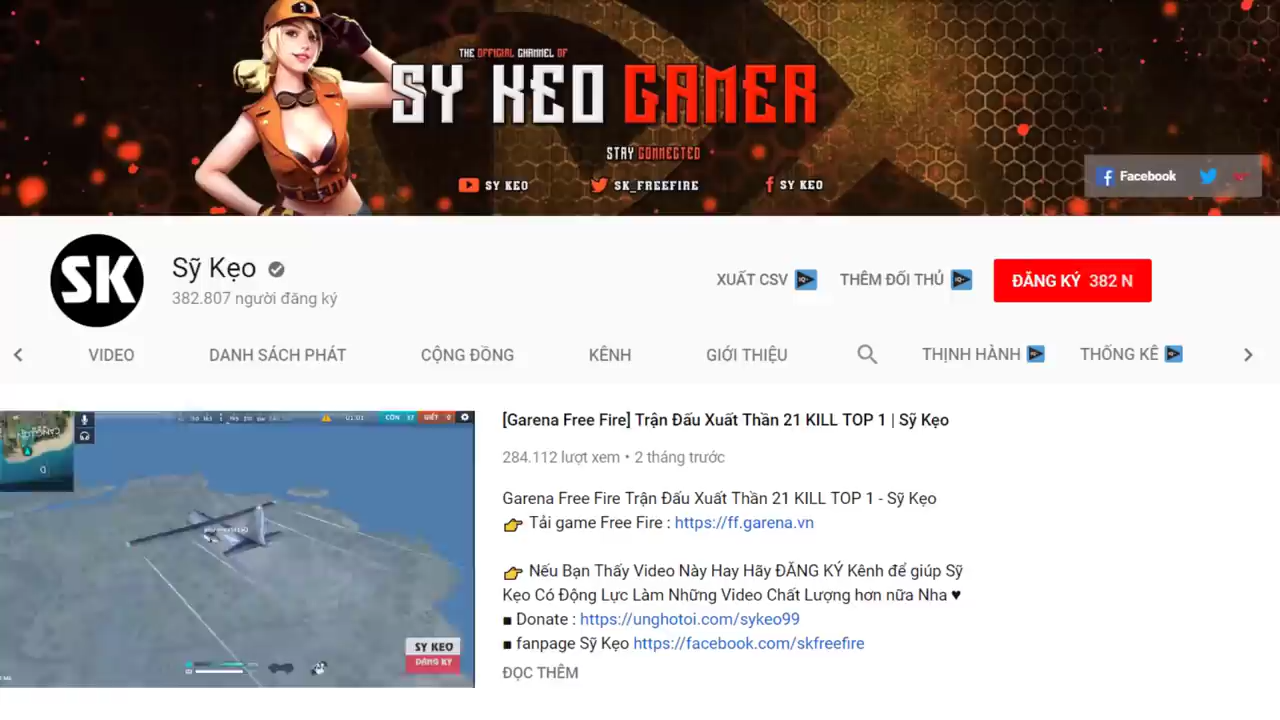 THE OFFICIAL CHANNEL OF
SY KEO GAMER
STAY CONNECTED
SY KEO
SK_FREEFIRE
SY KEO
Facebook
SK
Sỹ Kẹo
382.807 người đăng ký
XUẤT CSV
THÊM ĐỐI THỦ
ĐĂNG KÝ 382 N
VIDEO
DANH SÁCH PHÁT
CỘNG ĐỒNG
KÊNH
GIỚI THIỆU
THỊNH HÀNH
THỐNG KÊ
CÒN 37
GIẾT 0
SY KEO
ĐĂNG KÝ
[Garena Free Fire] Trận Đấu Xuất Thần 21 KILL TOP 1 | Sỹ Kẹo
284.112 lượt xem • 2 tháng trước
Garena Free Fire Trận Đấu Xuất Thần 21 KILL TOP 1 - Sỹ Kẹo
👉 Tải game Free Fire : https://ff.garena.vn
👉 Nếu Bạn Thấy Video Này Hay Hãy ĐĂNG KÝ Kênh để giúp Sỹ
Kẹo Có Động Lực Làm Những Video Chất Lượng hơn nữa Nha ♥
■ Donate : https://unghotoi.com/sykeo99
■ fanpage Sỹ Kẹo https://facebook.com/skfreefire
ĐỌC THÊM